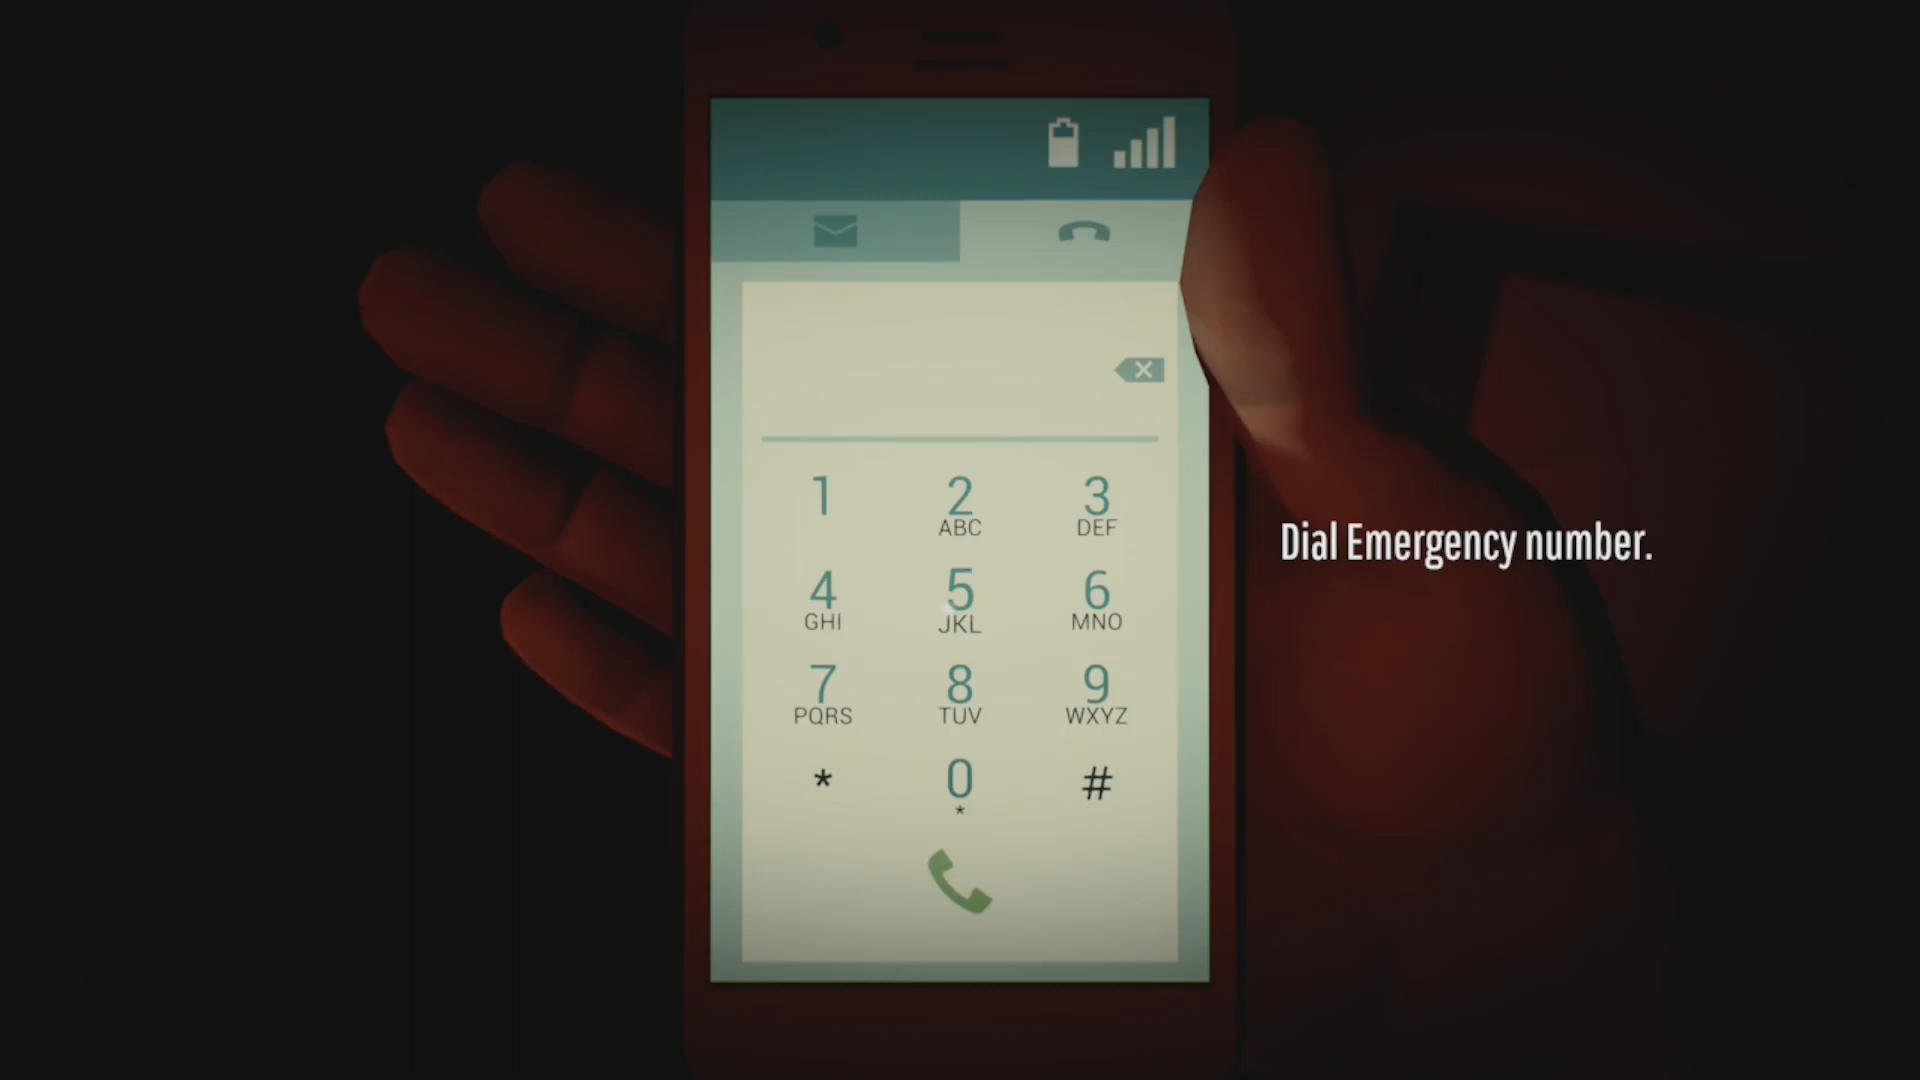 1
2
3
ABC
DEF
4
5
6
GHI
JKL
MNO
7
8
9
PQRS
TUV
WXYZ
*
0
#
*
Dial Emergency number.